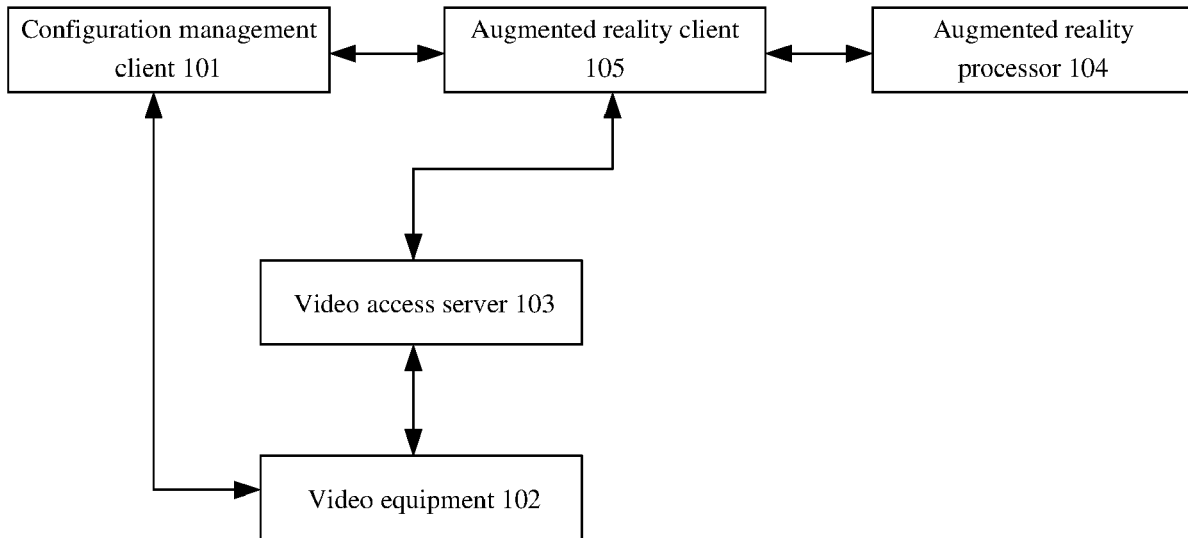 Configuration management
client 101
Augmented reality client
105
Augmented reality
processor 104
Video access server 103
Video equipment 102